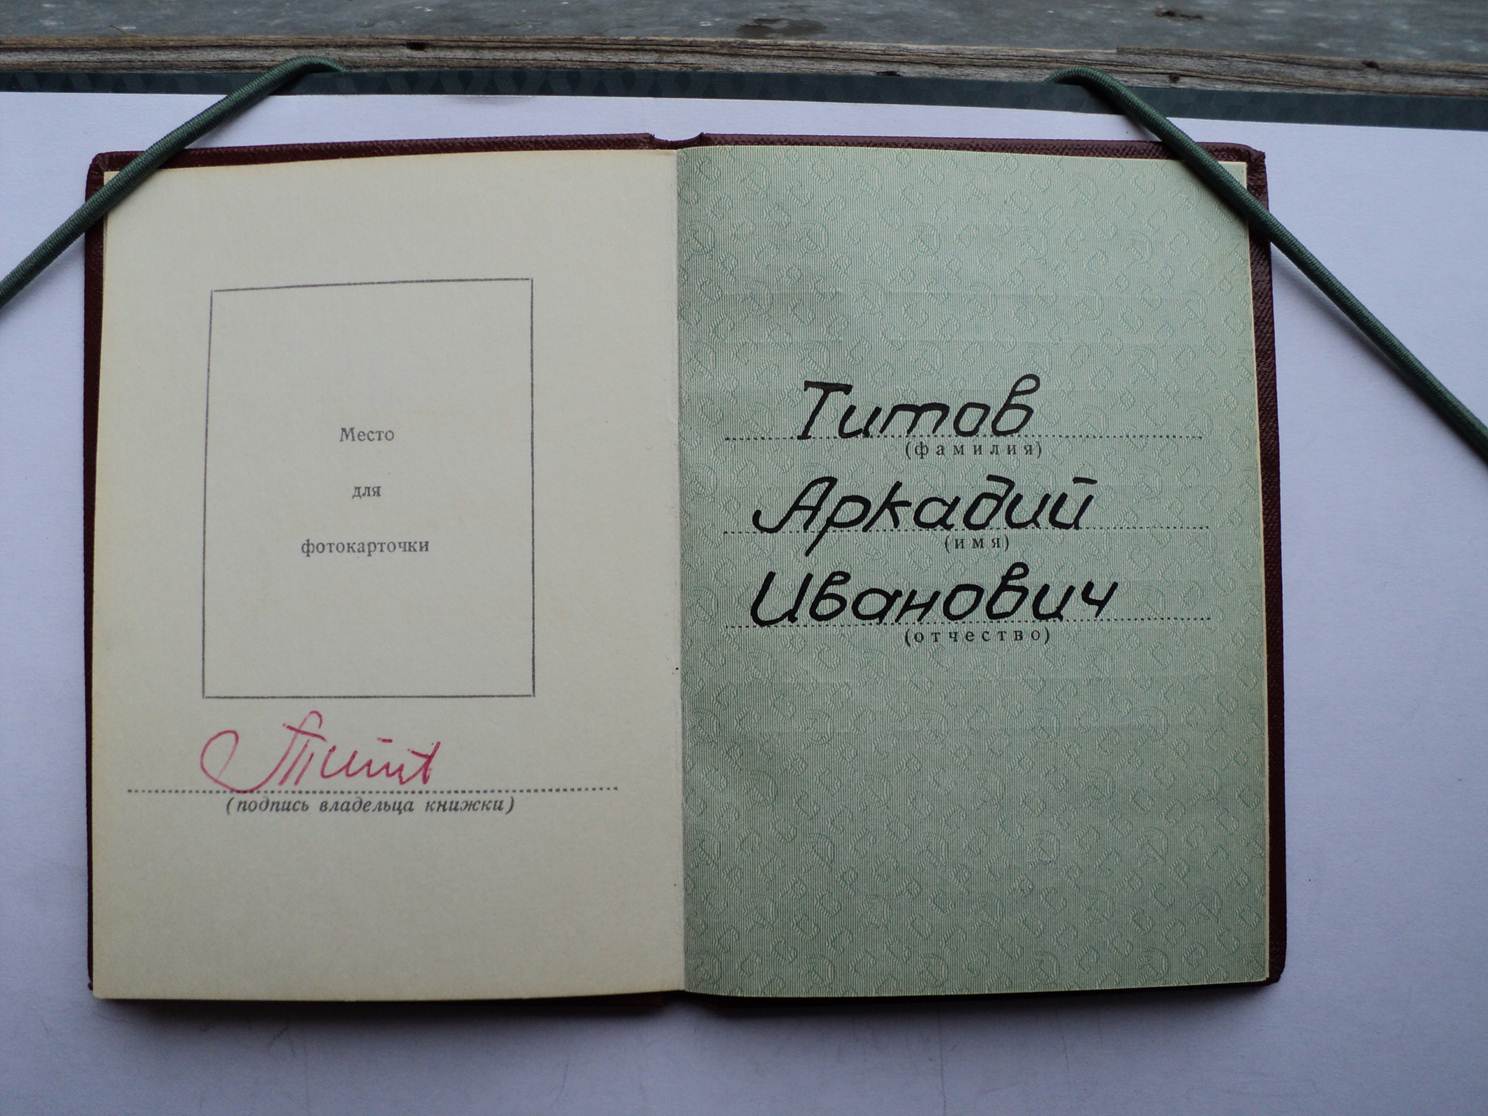 Место
для
фотокарточки
(подпись владельца книжки)
Титов
(фамилия)
Аркадий
(имя)
Иванович
(отчество)